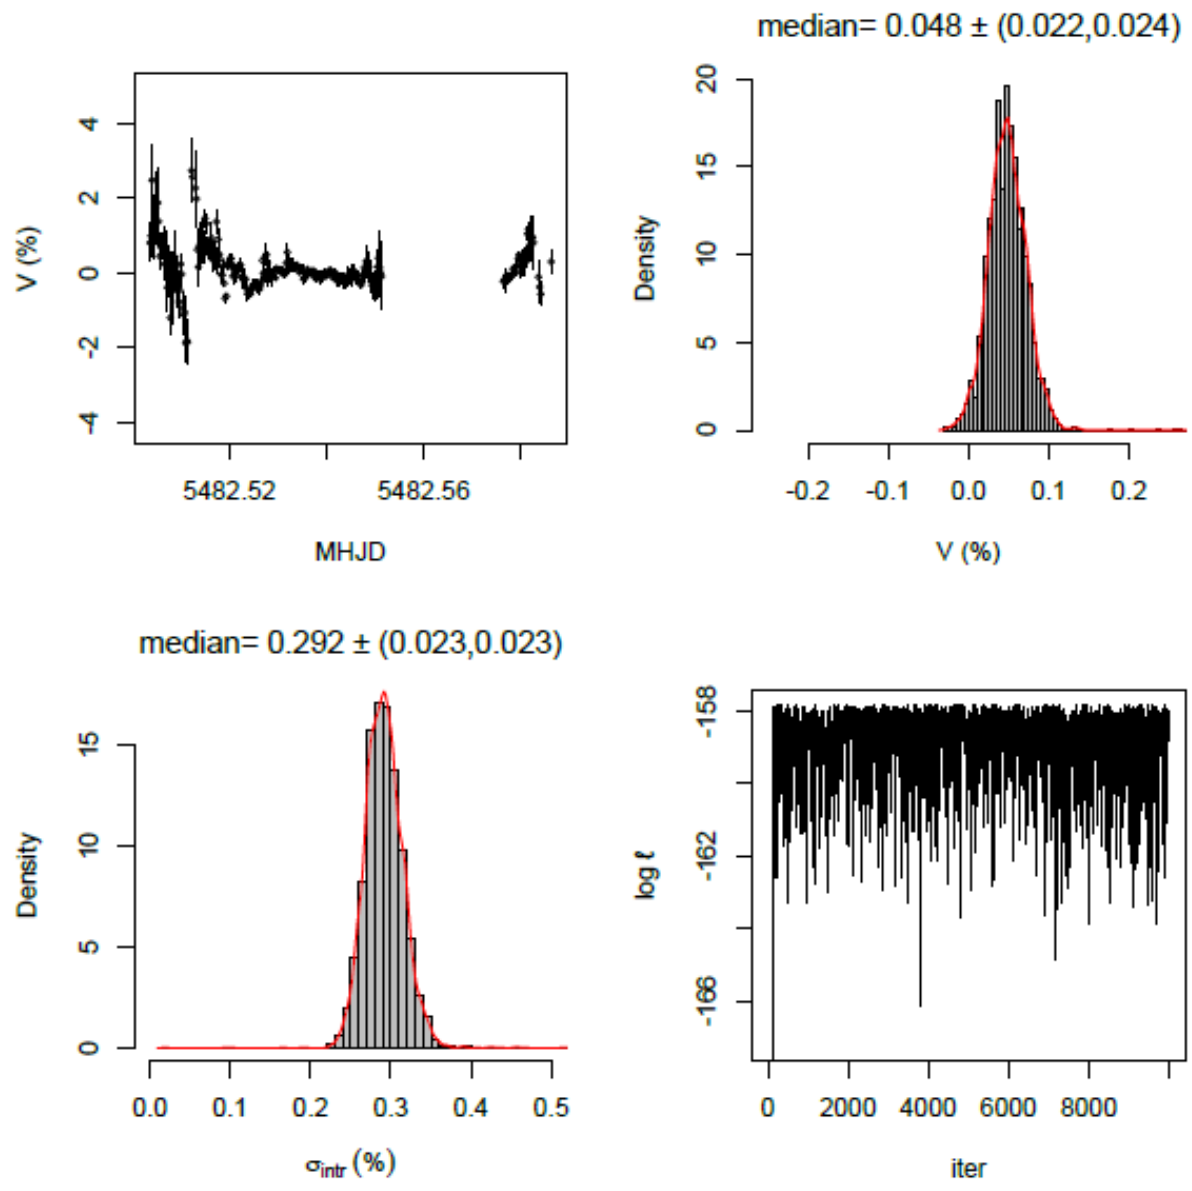 4
2
0
-2
-4
V (%)
5482.52 5482.56
MHJD
median= 0.048 ± (0.022,0.024)
20
15
10
5
0
Density
-0.2 -0.1 0.0 0.1 0.2
V (%)
median= 0.292 ± (0.023,0.023)
15
10
5
0
Density
0.0 0.1 0.2 0.3 0.4 0.5
σintr (%)
-158
-162
-166
log ℓ
0 2000 4000 6000 8000
iter